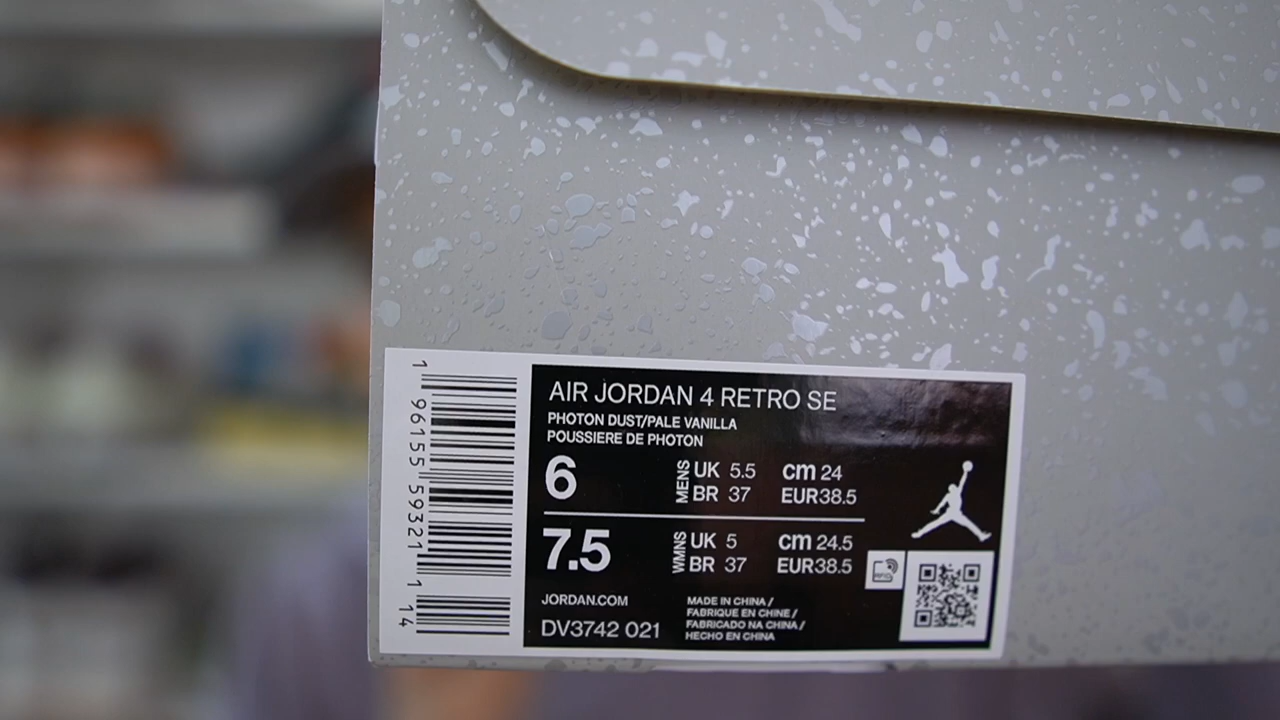 1 96155 59321 1 14
AIR JORDAN 4 RETRO SE
PHOTON DUST/PALE VANILLA
POUSSIERE DE PHOTON
6 MENS UK 5.5 cm 24
BR 37 EUR38.5
7.5 WMNS UK 5 cm 24.5
BR 37 EUR38.5
JORDAN.COM
DV3742 021
MADE IN CHINA /
FABRIQUE EN CHINE /
FABRICADO NA CHINA /
HECHO EN CHINA
RFID